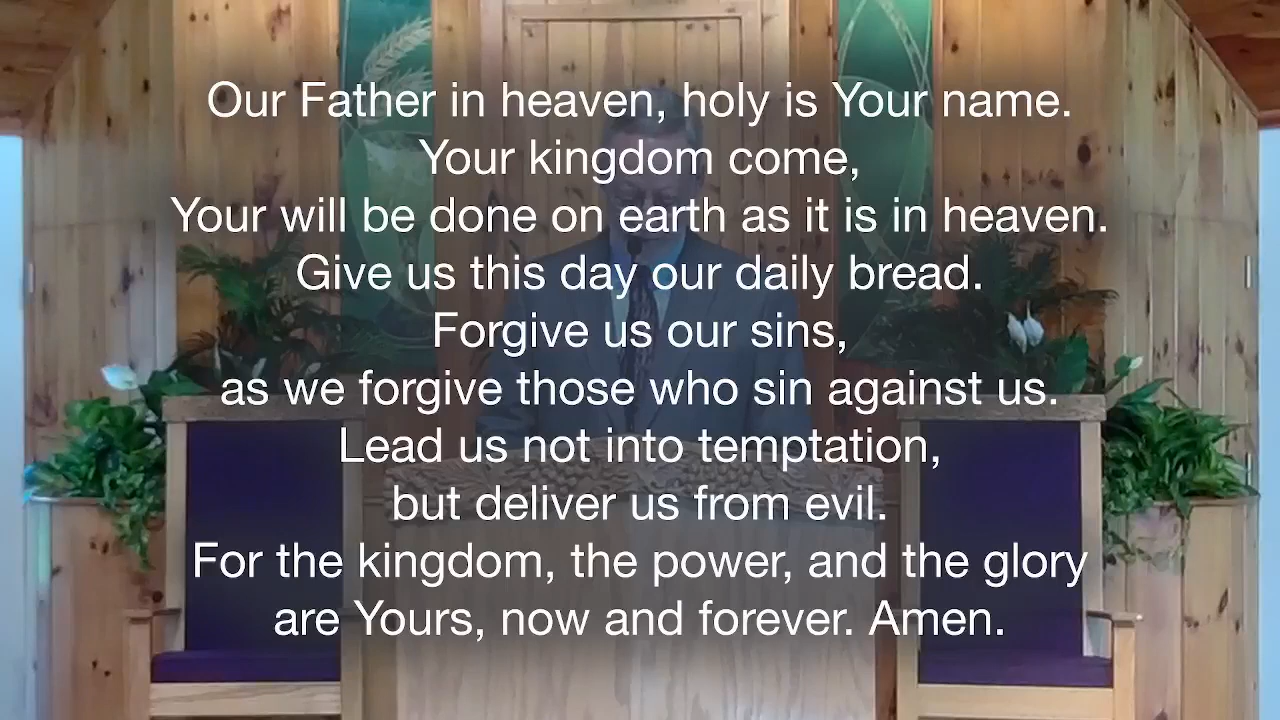 Our Father in heaven, holy is Your name.
Your kingdom come,
Your will be done on earth as it is in heaven.
Give us this day our daily bread.
Forgive us our sins,
as we forgive those who sin against us.
Lead us not into temptation,
but deliver us from evil.
For the kingdom, the power, and the glory
are Yours, now and forever. Amen.